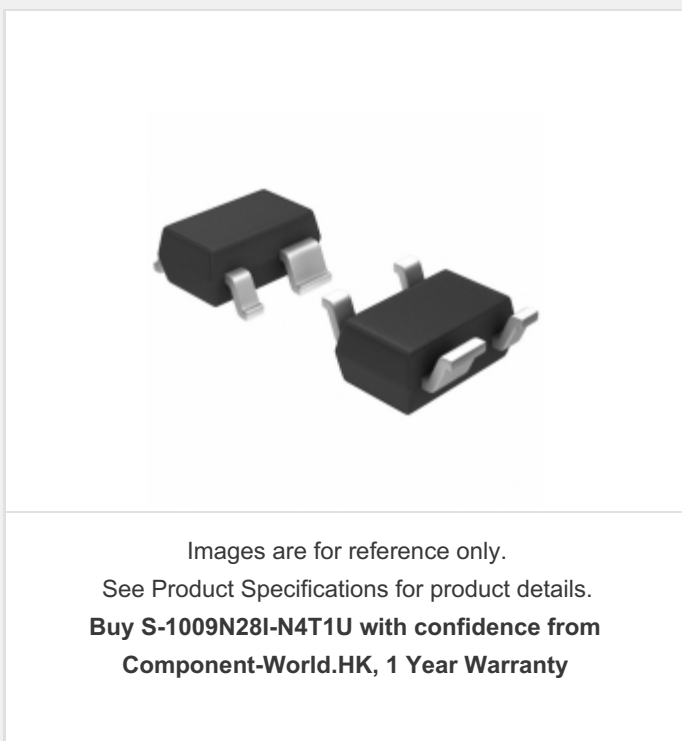 Images are for reference only.
See Product Specifications for product details.
Buy S-1009N28I-N4T1U with confidence from
Component-World.HK, 1 Year Warranty